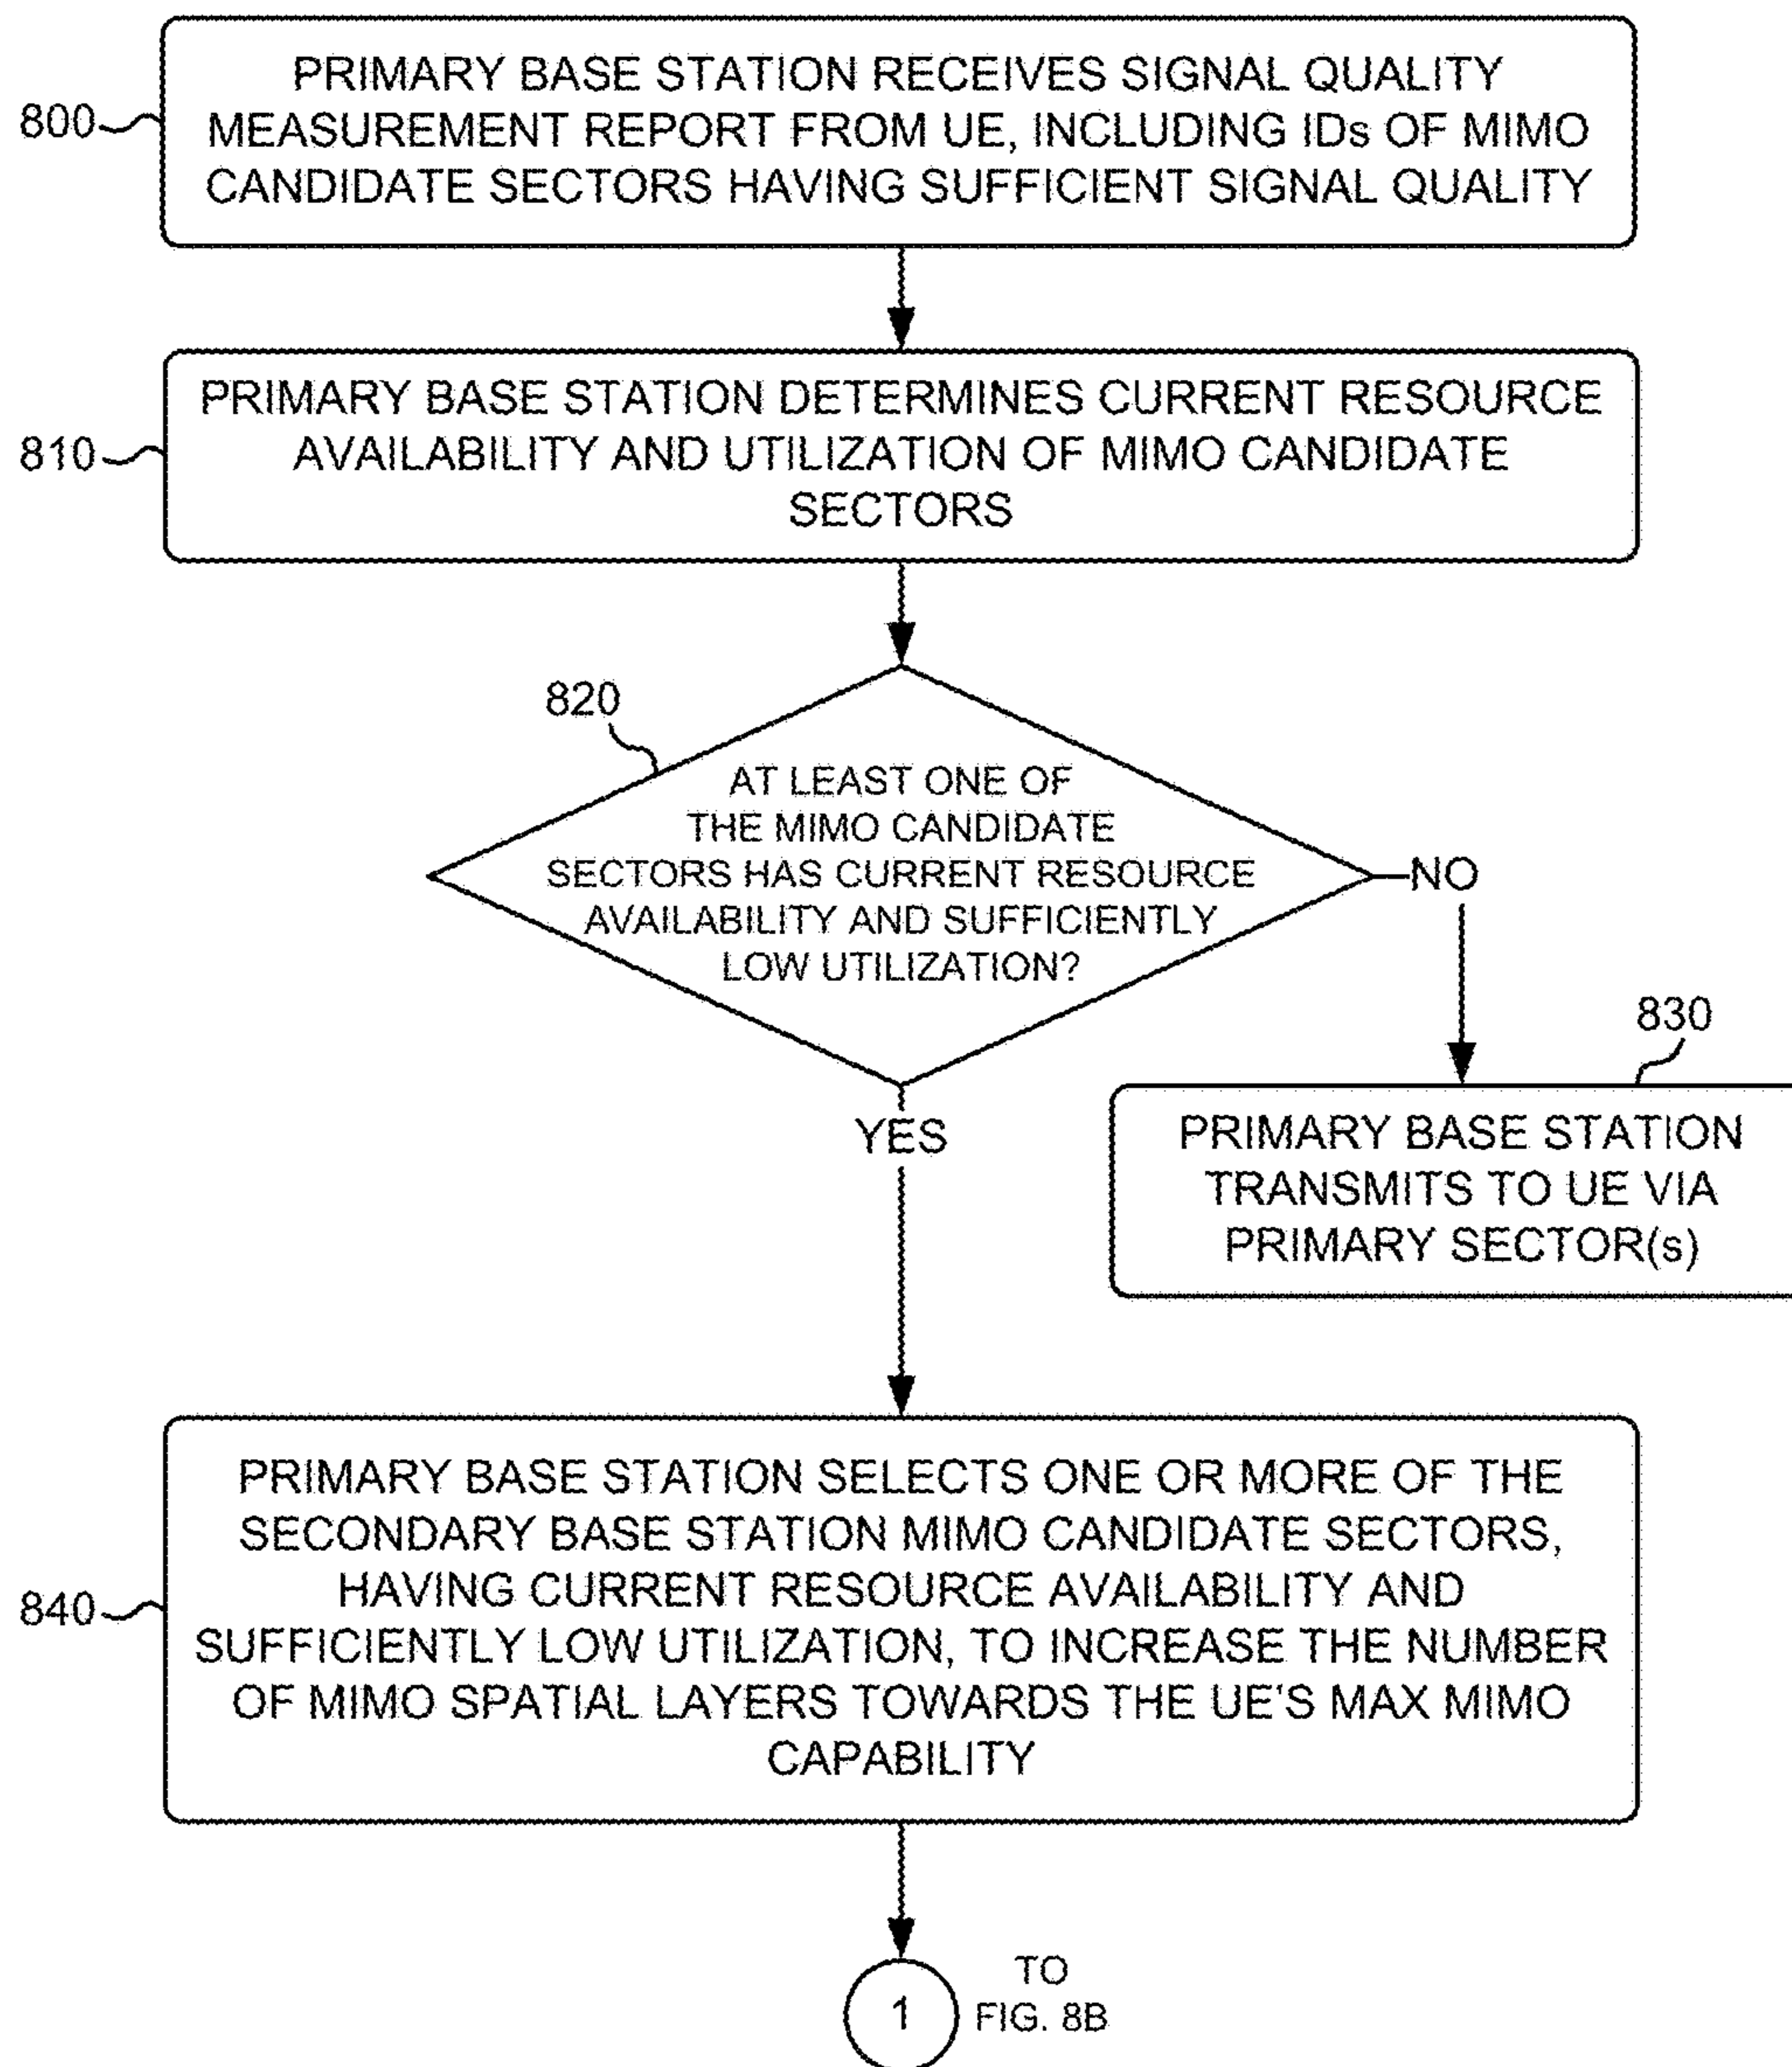 800
PRIMARY BASE STATION RECEIVES SIGNAL QUALITY
MEASUREMENT REPORT FROM UE, INCLUDING IDs OF MIMO
CANDIDATE SECTORS HAVING SUFFICIENT SIGNAL QUALITY
810
PRIMARY BASE STATION DETERMINES CURRENT RESOURCE
AVAILABILITY AND UTILIZATION OF MIMO CANDIDATE
SECTORS
820
AT LEAST ONE OF
THE MIMO CANDIDATE
SECTORS HAS CURRENT RESOURCE
AVAILABILITY AND SUFFICIENTLY
LOW UTILIZATION?
NO
YES
830
PRIMARY BASE STATION
TRANSMITS TO UE VIA
PRIMARY SECTOR(s)
840
PRIMARY BASE STATION SELECTS ONE OR MORE OF THE
SECONDARY BASE STATION MIMO CANDIDATE SECTORS,
HAVING CURRENT RESOURCE AVAILABILITY AND
SUFFICIENTLY LOW UTILIZATION, TO INCREASE THE NUMBER
OF MIMO SPATIAL LAYERS TOWARDS THE UE'S MAX MIMO
CAPABILITY
1
TO
FIG. 8B